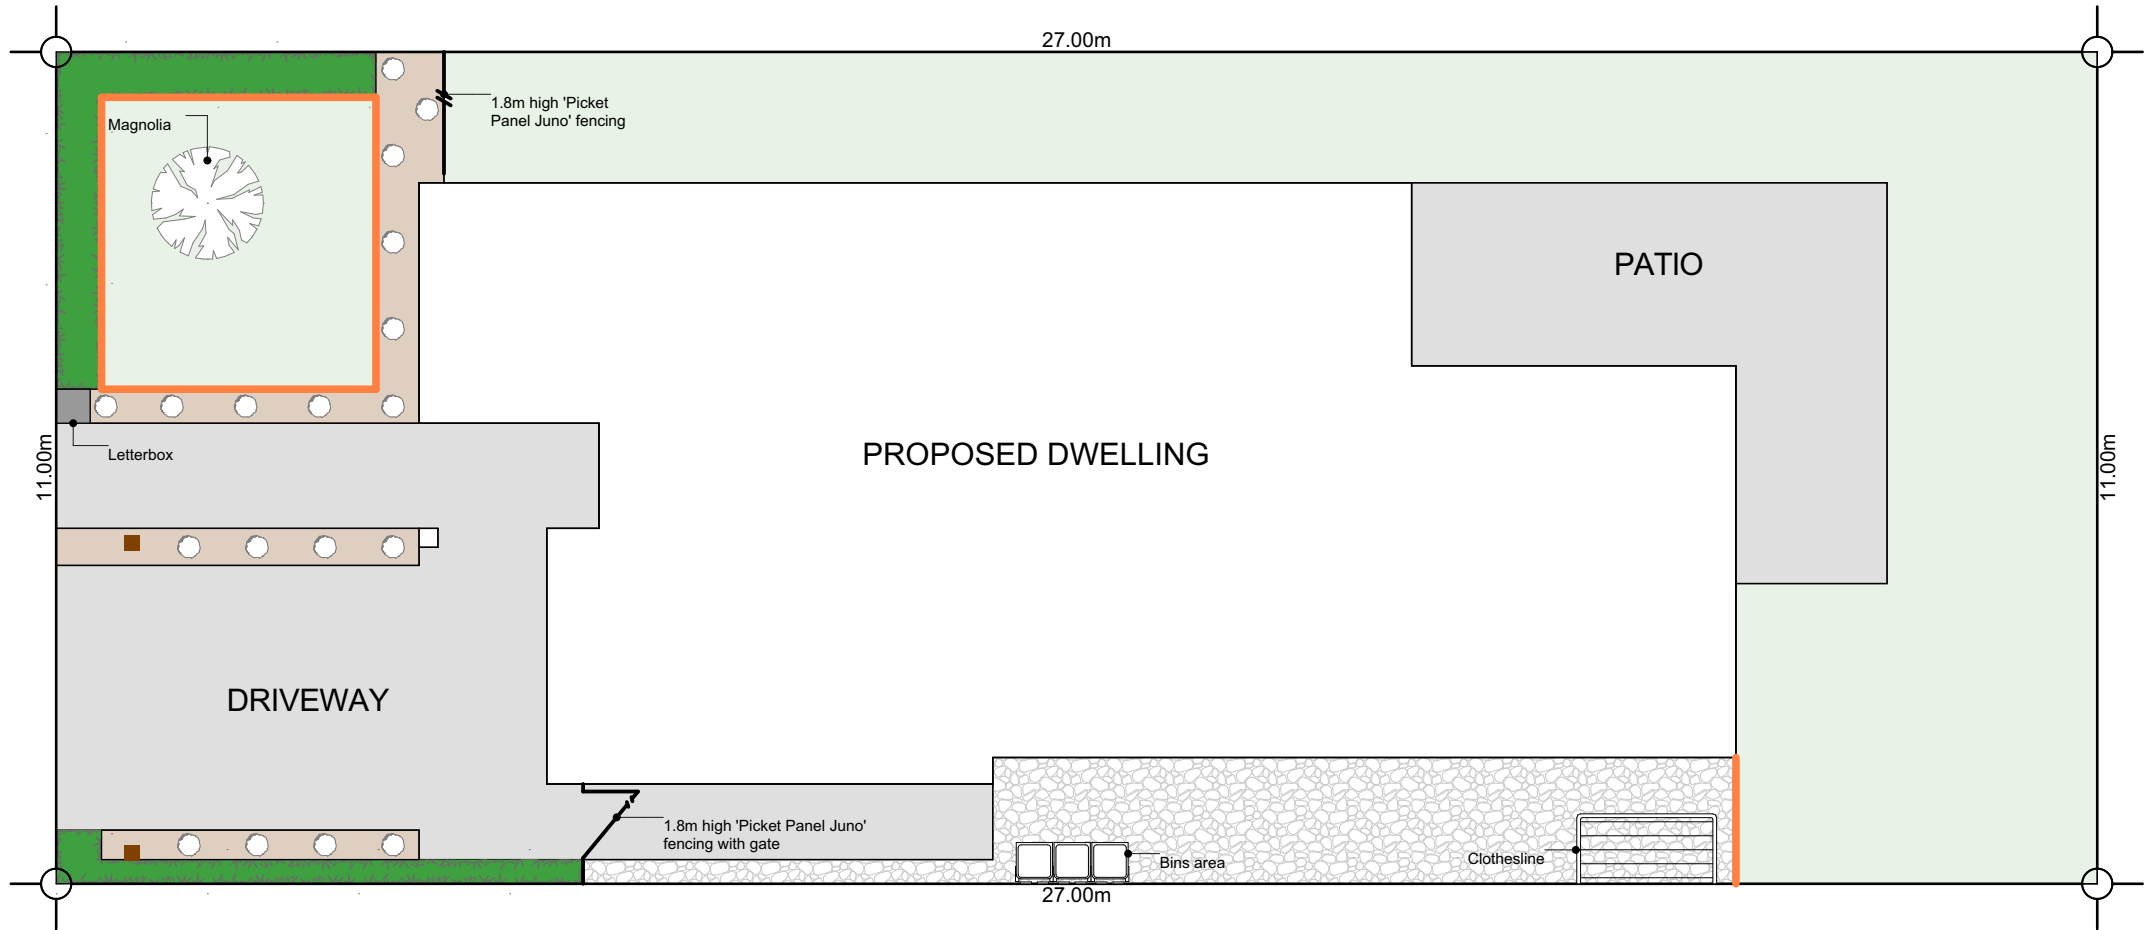 27.00m
1.8m high 'Picket
Panel Juno' fencing
Magnolia
PATIO
Letterbox
11.00m
PROPOSED DWELLING
11.00m
DRIVEWAY
1.8m high 'Picket Panel Juno'
fencing with gate
Bins area
Clothesline
27.00m